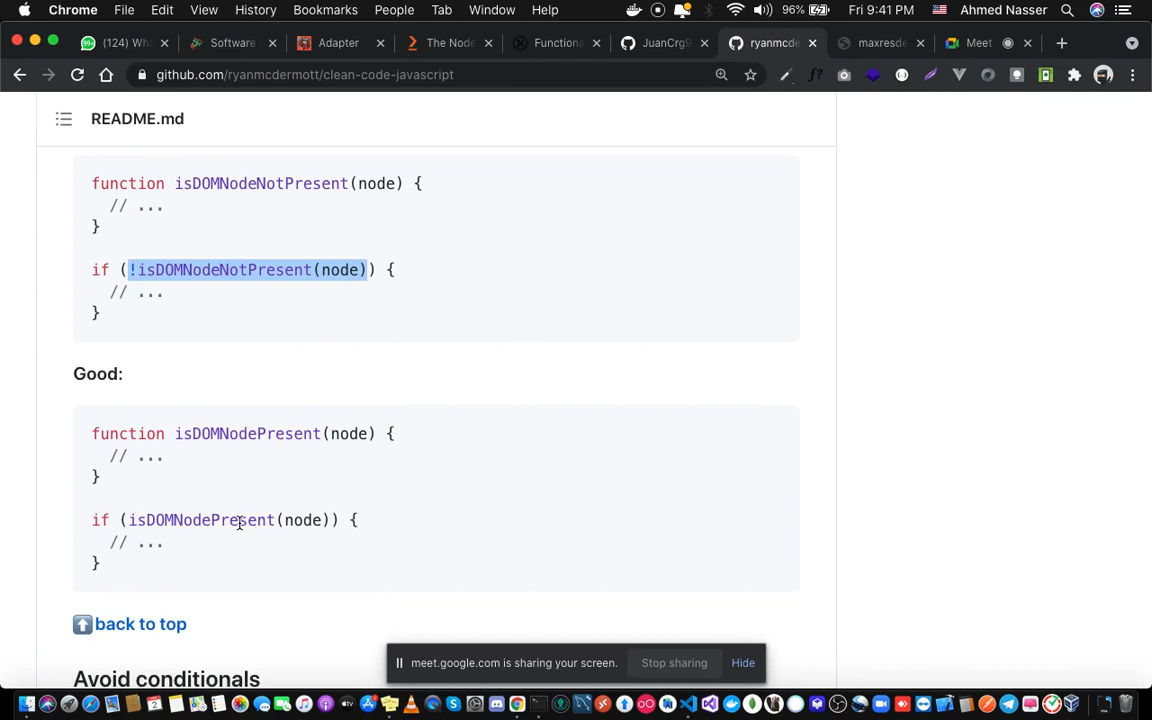 Chrome File Edit View History Bookmarks People Tab Window Help 96% Fri 9:41 PM Ahmed Nasser
(124) Wha Software Adapter The Node Functiona JuanCrg9 ryanmcde maxresde Meet
github.com/ryanmcdermott/clean-code-javascript
README.md
function isDOMNodeNotPresent(node) {
// ...
}
if (!isDOMNodeNotPresent(node)) {
// ...
}
Good:
function isDOMNodePresent(node) {
// ...
}
if (isDOMNodePresent(node)) {
// ...
}
back to top
meet.google.com is sharing your screen. Stop sharing Hide
Avoid conditionals